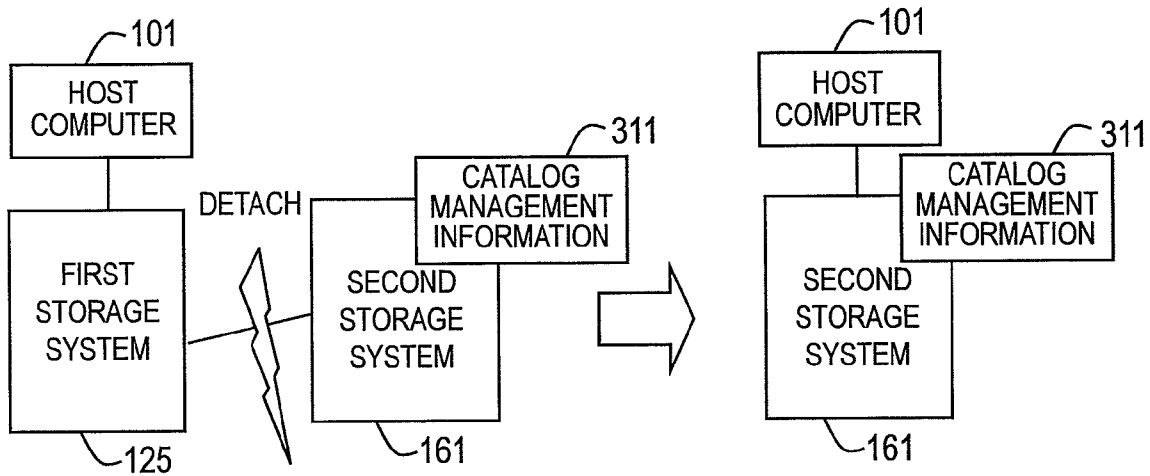 101
HOST
COMPUTER
FIRST
STORAGE
SYSTEM
125
DETACH
311
CATALOG
MANAGEMENT
INFORMATION
SECOND
STORAGE
SYSTEM
161
101
HOST
COMPUTER
311
CATALOG
MANAGEMENT
INFORMATION
SECOND
STORAGE
SYSTEM
161